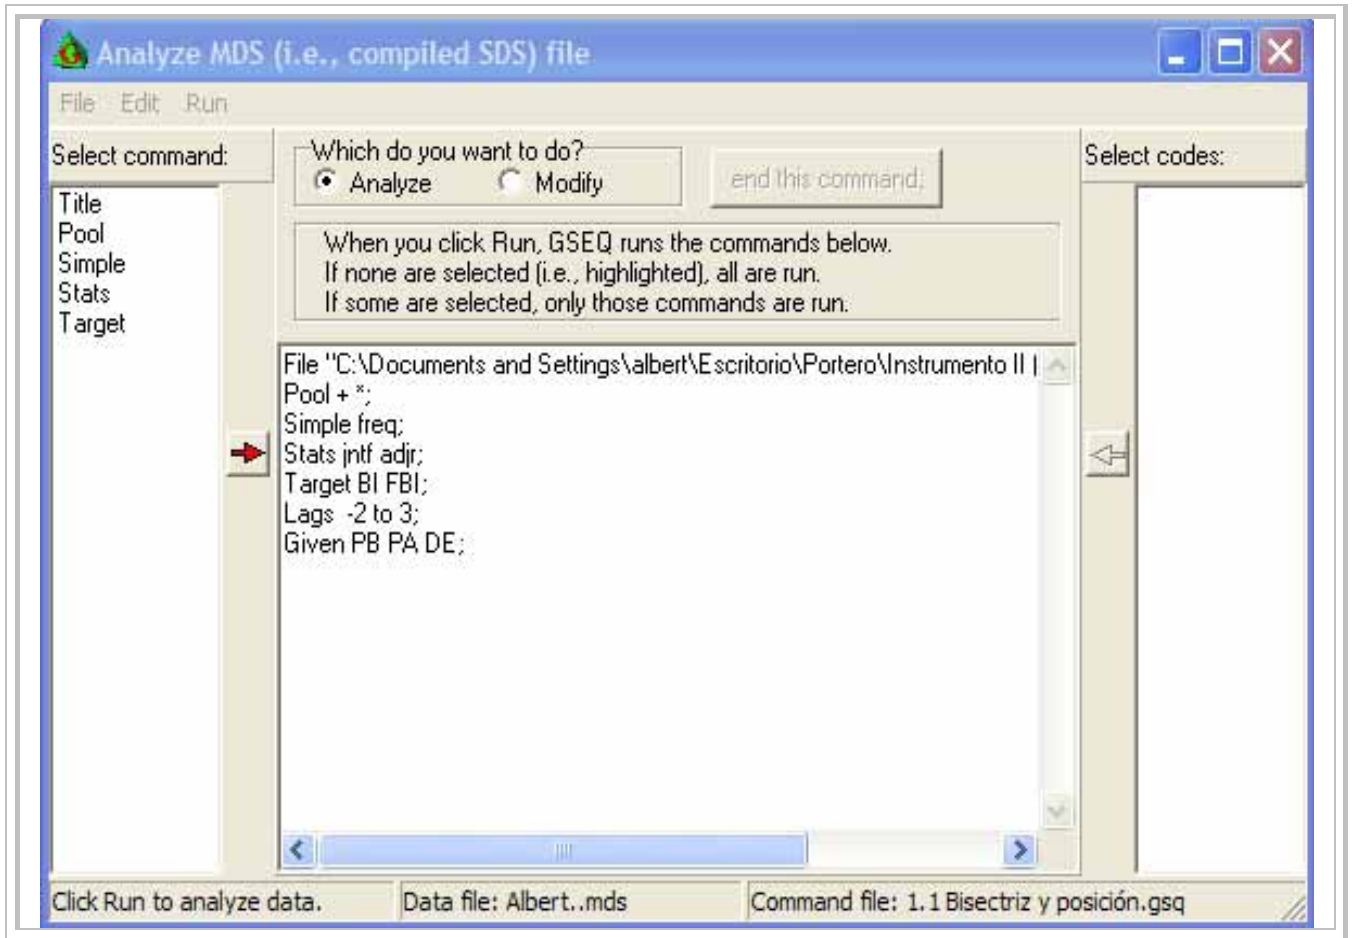 Analyze MDS (i.e., compiled SDS) file
File Edit Run
Select command:
Title
Pool
Simple
Stats
Target
Which do you want to do?
Analyze Modify
end this command;
When you click Run, GSEQ runs the commands below.
If none are selected (i.e., highlighted), all are run.
If some are selected, only those commands are run.
File "C:\Documents and Settings\albert\Escritorio\Portero\Instrumento II (
Pool + *;
Simple freq;
Stats jntf adjr;
Target BI FBI;
Lags -2 to 3;
Given PB PA DE;
Select codes:
Click Run to analyze data.
Data file: Albert..mds
Command file: 1.1 Bisectriz y posición.gsq